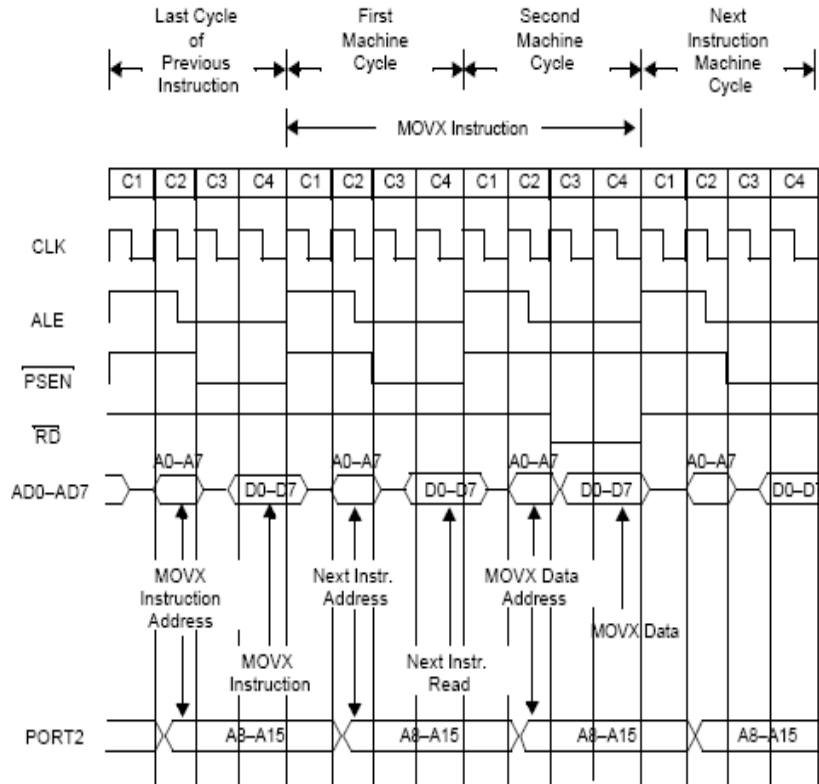 Last Cycle
of
Previous
Instruction
First
Machine
Cycle
Second
Machine
Cycle
Next
Instruction
Machine
Cycle
MOVX Instruction
C1 C2 C3 C4 C1 C2 C3 C4 C1 C2 C3 C4 C1 C2 C3 C4
CLK
ALE
PSEN
RD
A0–A7 A0–A7 A0–A7 A0–A7
AD0–AD7 D0–D7 D0–D7 D0–D7 D0–D7
MOVX
Instruction
Address
MOVX
Instruction
Next Instr.
Address
Next Instr.
Read
MOVX Data
Address
MOVX Data
PORT2 A8–A15 A8–A15 A8–A15 A8–A15